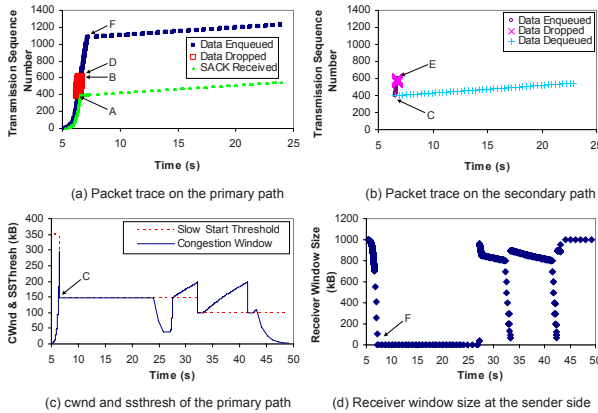 Transmission Sequence Number
1400
1200
1000
800
600
400
200
0
F
D
B
A
Data Enqueued
Data Dropped
SACK Received
5 10 15 20 25
Time (s)
(a) Packet trace on the primary path
Transmission Sequence Number
1400
1200
1000
800
600
400
200
0
E
C
Data Enqueued
Data Dropped
Data Dequeued
5 10 15 20 25
Time (s)
(b) Packet trace on the secondary path
CWnd & SSThresh (kB)
400
350
300
250
200
150
100
50
0
C
Slow Start Threshold
Congestion Window
5 10 15 20 25 30 35 40 45 50
Time (s)
(c) cwnd and ssthresh of the primary path
Receiver Window Size (kB)
1200
1000
800
600
400
200
0
F
5 10 15 20 25 30 35 40 45 50
Time (s)
(d) Receiver window size at the sender side